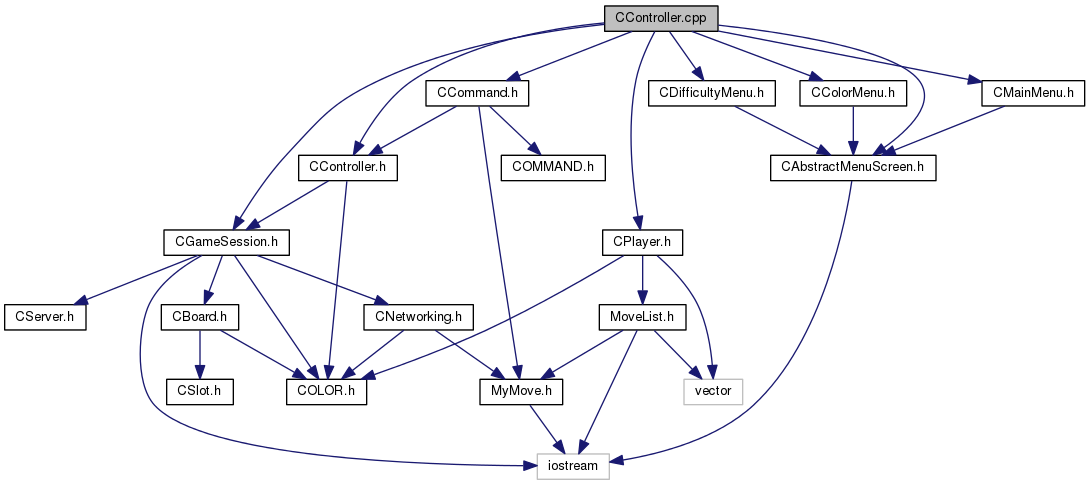 CController.cpp
CCommand.h
CDifficultyMenu.h
CColorMenu.h
CMainMenu.h
CController.h
COMMAND.h
CAbstractMenuScreen.h
CGameSession.h
CPlayer.h
CServer.h
CBoard.h
CNetworking.h
MoveList.h
CSlot.h
COLOR.h
MyMove.h
vector
iostream